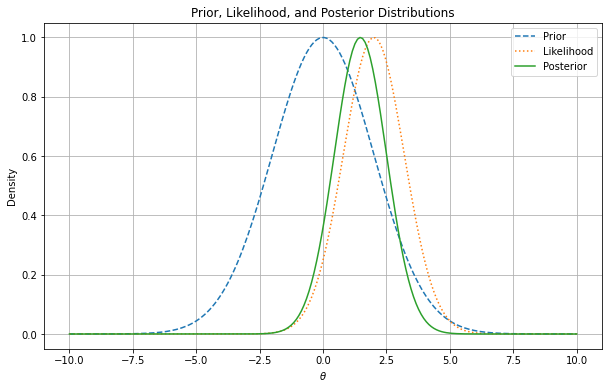 Prior, Likelihood, and Posterior Distributions
Prior
Likelihood
Posterior
Density
1.0
0.8
0.6
0.4
0.2
0.0
−10.0 −7.5 −5.0 −2.5 0.0 2.5 5.0 7.5 10.0
θ